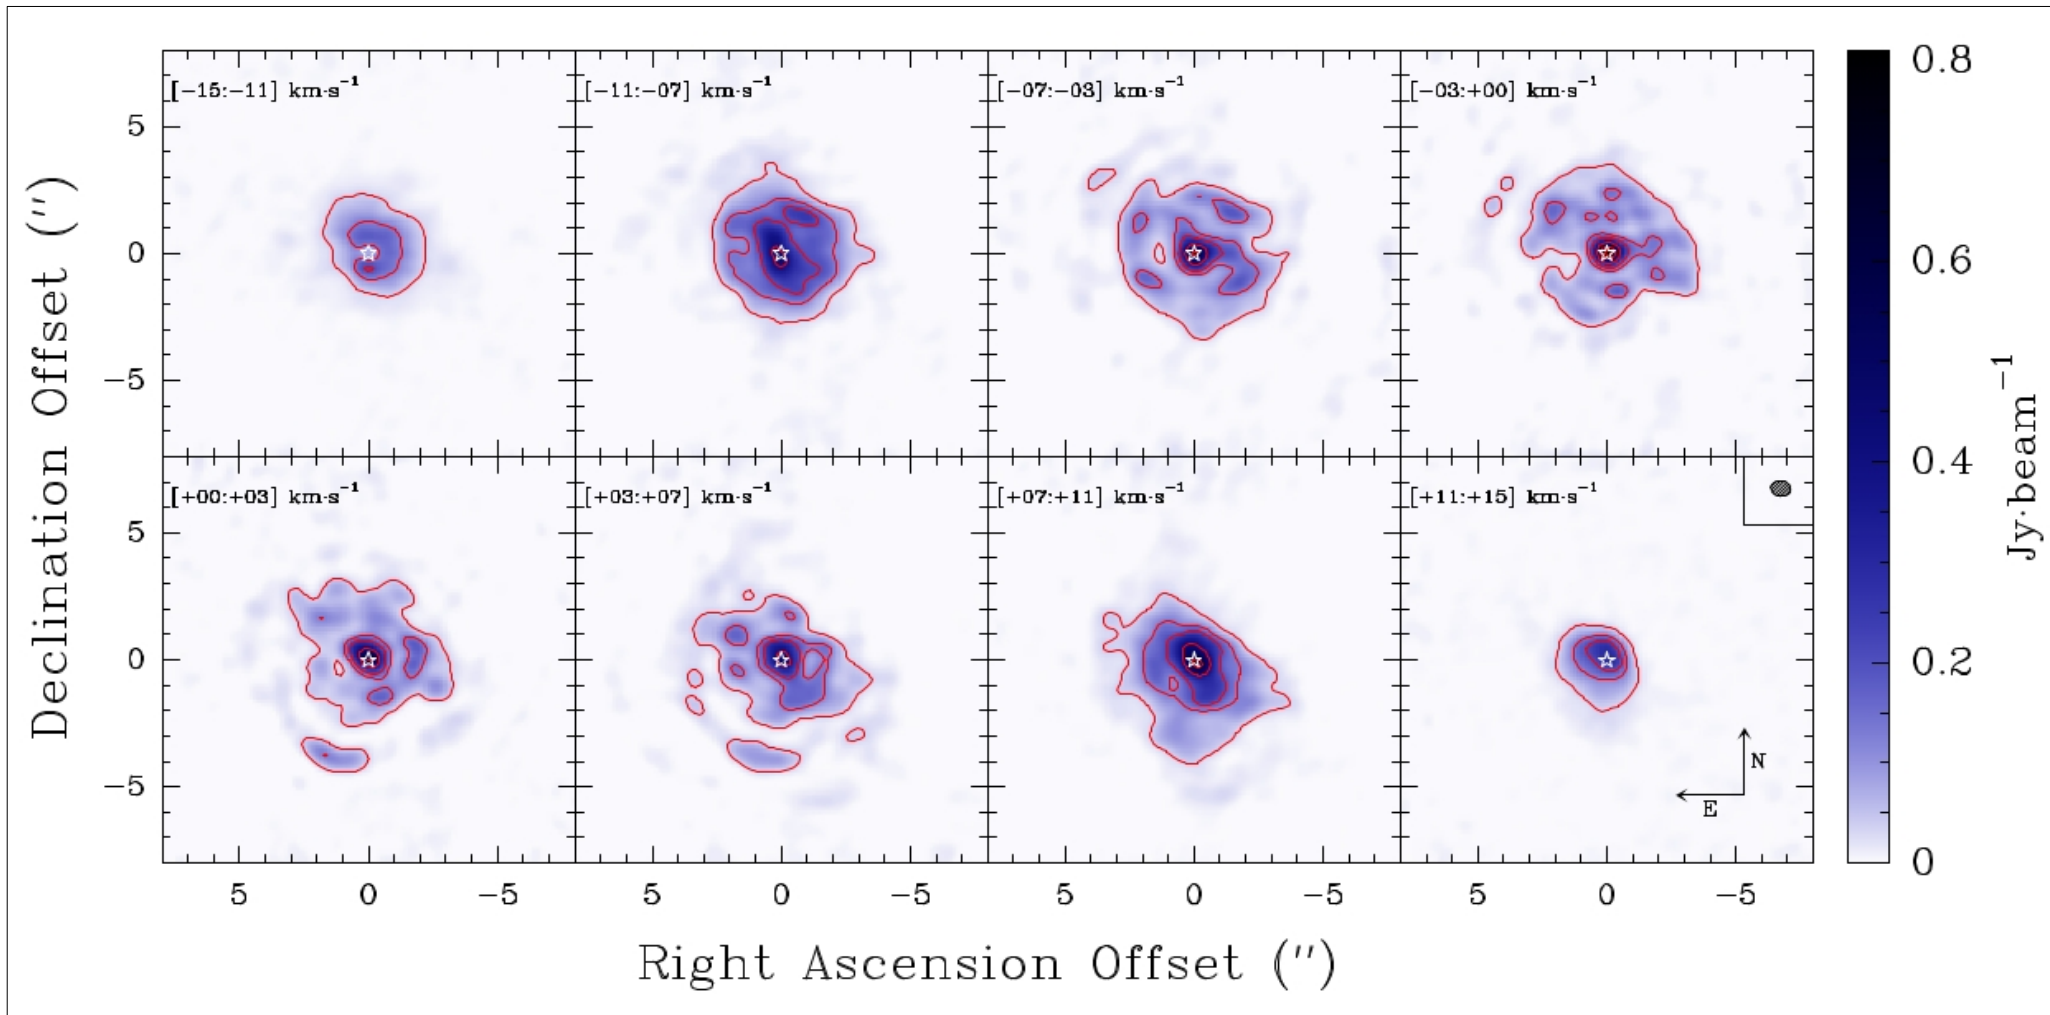 [−15:−11] km·s⁻¹
[−11:−07] km·s⁻¹
[−07:−03] km·s⁻¹
[−03:+00] km·s⁻¹
5
0
−5
[+00:+03] km·s⁻¹
[+03:+07] km·s⁻¹
[+07:+11] km·s⁻¹
[+11:+15] km·s⁻¹
5
0
−5
N
E
5 0 −5 5 0 −5 5 0 −5 5 0 −5
Right Ascension Offset (″)
Declination Offset (″)
0.8
0.6
0.4
0.2
0
Jy·beam⁻¹